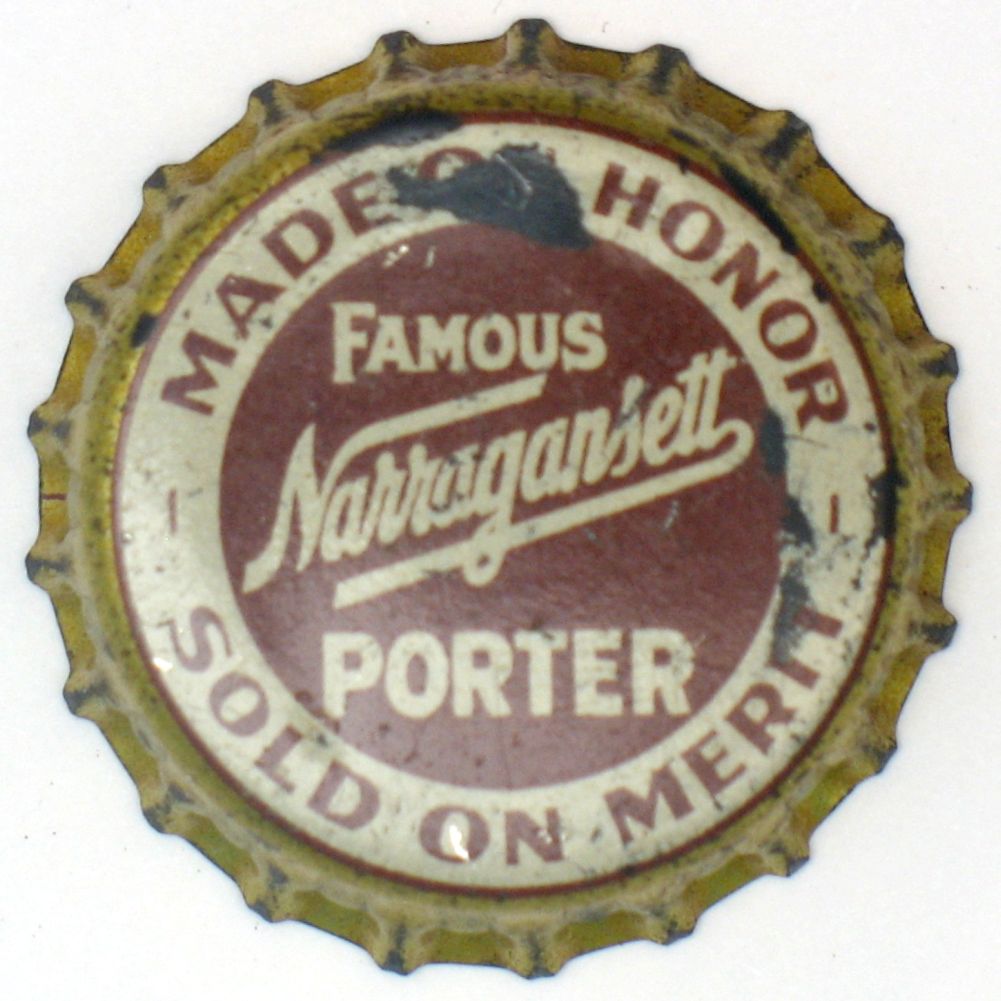 MADE O HONOR
FAMOUS
Narragansett
PORTER
SOLD ON MERIT